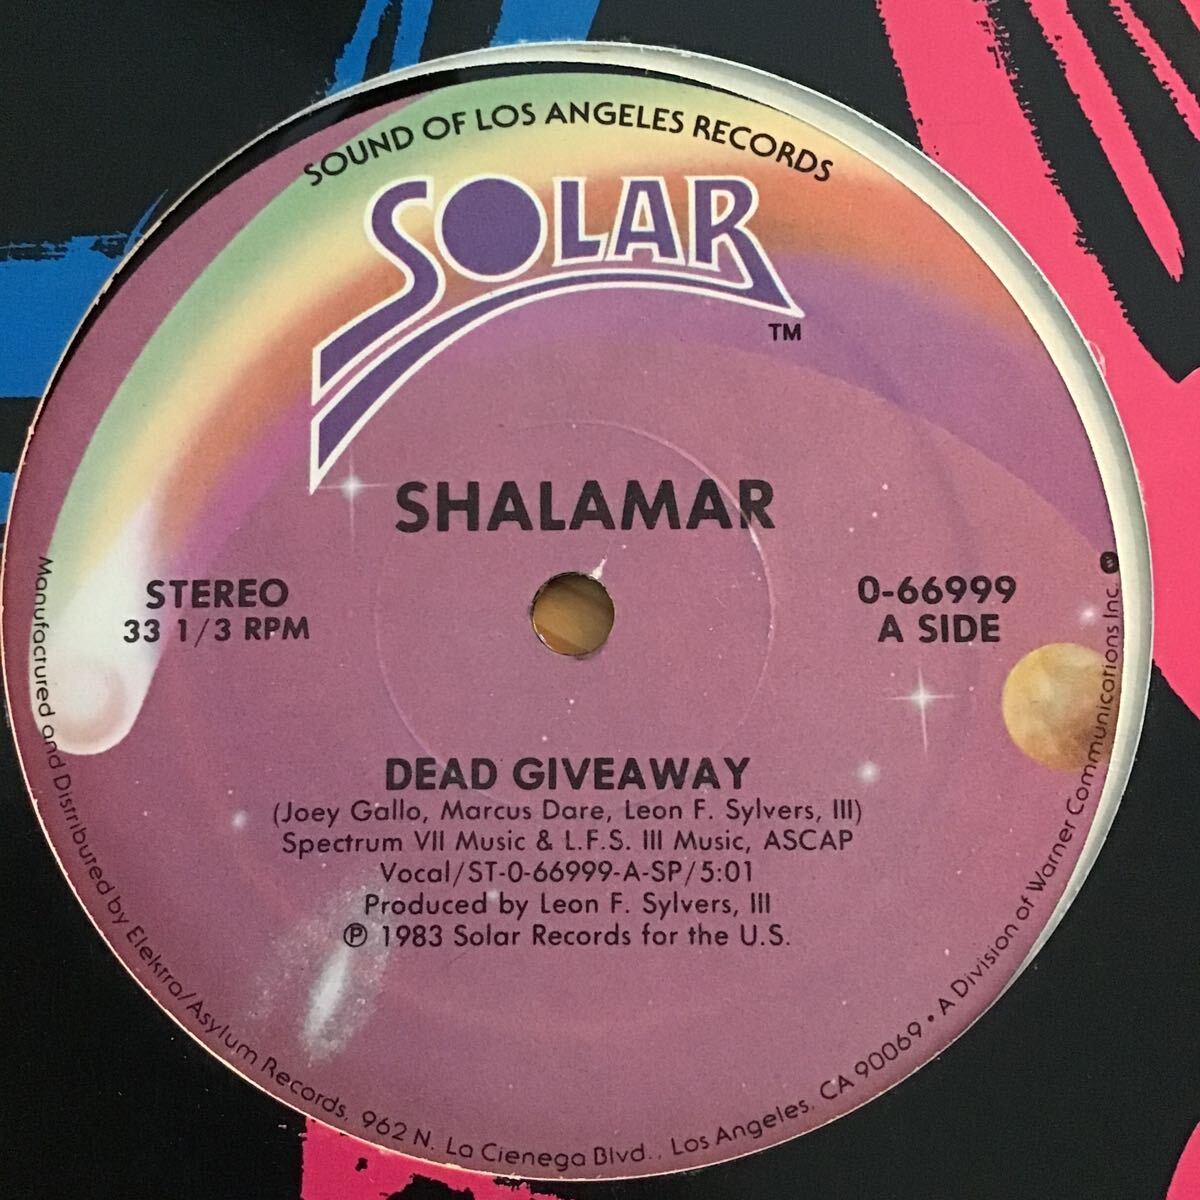 SOUND OF LOS ANGELES RECORDS
SOLAR
TM
SHALAMAR
STEREO
33 1/3 RPM
0-66999
A SIDE
DEAD GIVEAWAY
(Joey Gallo, Marcus Dare, Leon F. Sylvers, III)
Spectrum VII Music & L.F.S. III Music, ASCAP
Vocal/ST-0-66999-A-SP/5:01
Produced by Leon F. Sylvers, III
℗ 1983 Solar Records for the U.S.
Manufactured and Distributed by Elektra/Asylum Records, 962 N. La Cienega Blvd., Los Angeles, CA 90069 • A Division of Warner Communications Inc.